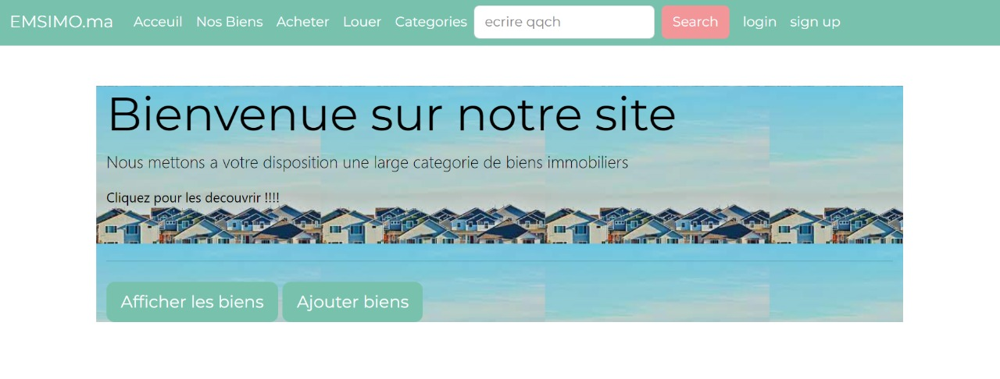 EMSIMO.ma Acceuil Nos Biens Acheter Louer Categories ecrire qqch Search login sign up
Bienvenue sur notre site
Nous mettons a votre disposition une large categorie de biens immobiliers
Cliquez pour les decouvrir !!!!
Afficher les biens Ajouter biens